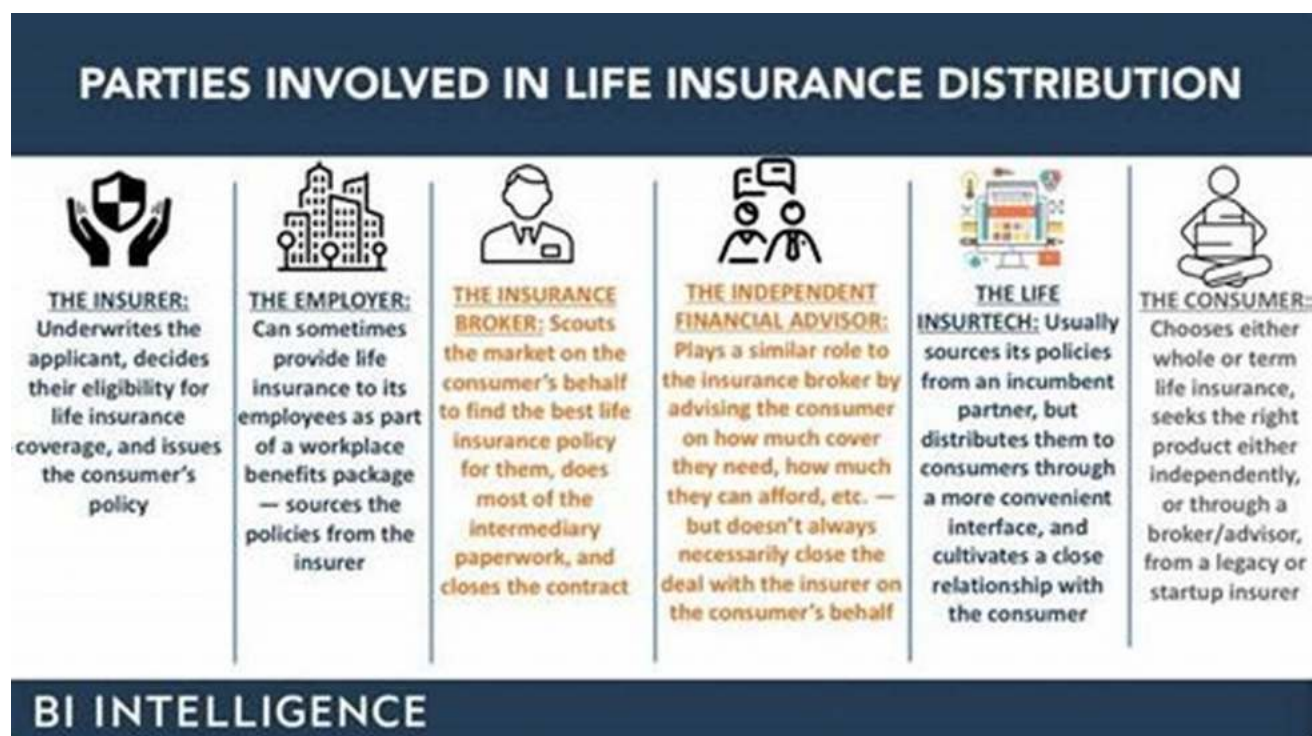 PARTIES INVOLVED IN LIFE INSURANCE DISTRIBUTION
THE INSURER:
Underwrites the
applicant, decides
their eligibility for
life insurance
coverage, and issues
the consumer's
policy
THE EMPLOYER:
Can sometimes
provide life
insurance to its
employees as part
of a workplace
benefits package
— sources the
policies from the
insurer
THE INSURANCE
BROKER: Scouts
the market on the
consumer's behalf
to find the best life
insurance policy
for them, does
most of the
intermediary
paperwork, and
closes the contract
THE INDEPENDENT
FINANCIAL ADVISOR:
Plays a similar role to
the insurance broker by
advising the consumer
on how much cover
they need, how much
they can afford, etc. —
but doesn't always
necessarily close the
deal with the insurer on
the consumer's behalf
THE LIFE
INSURTECH: Usually
sources its policies
from an incumbent
partner, but
distributes them to
consumers through
a more convenient
interface, and
cultivates a close
relationship with
the consumer
THE CONSUMER:
Chooses either
whole or term
life insurance,
seeks the right
product either
independently,
or through a
broker/advisor,
from a legacy or
startup insurer
BI INTELLIGENCE